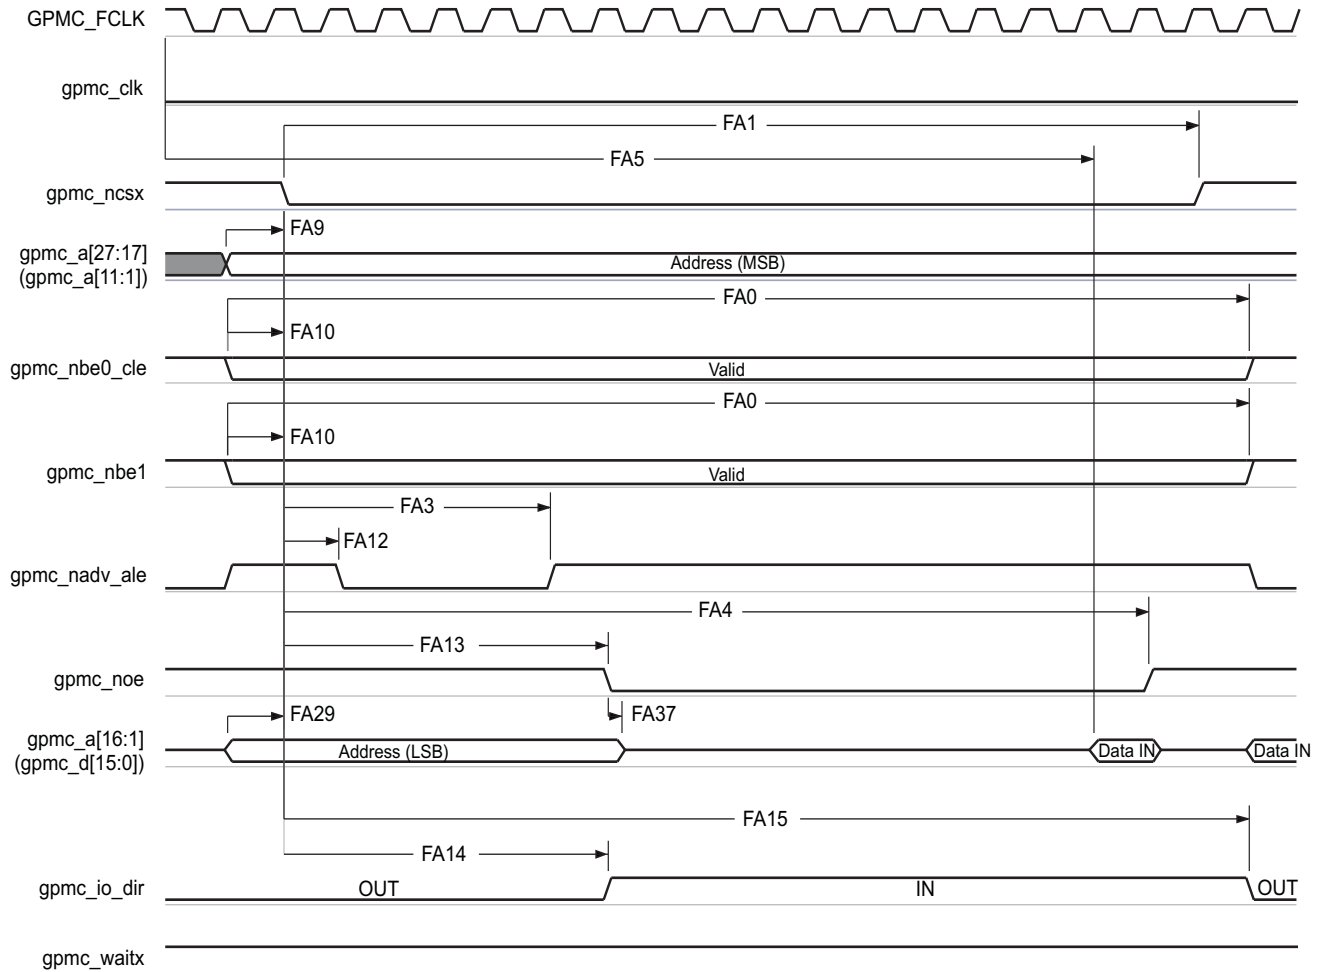 GPMC_FCLK
gpmc_clk
FA1
FA5
gpmc_ncsx
FA9
gpmc_a[27:17]
(gpmc_a[11:1])
Address (MSB)
FA0
FA10
gpmc_nbe0_cle
Valid
FA0
FA10
gpmc_nbe1
Valid
FA3
FA12
gpmc_nadv_ale
FA4
FA13
gpmc_noe
FA29
FA37
gpmc_a[16:1]
(gpmc_d[15:0])
Address (LSB)
Data IN
Data IN
FA15
FA14
gpmc_io_dir
OUT
IN
OUT
gpmc_waitx